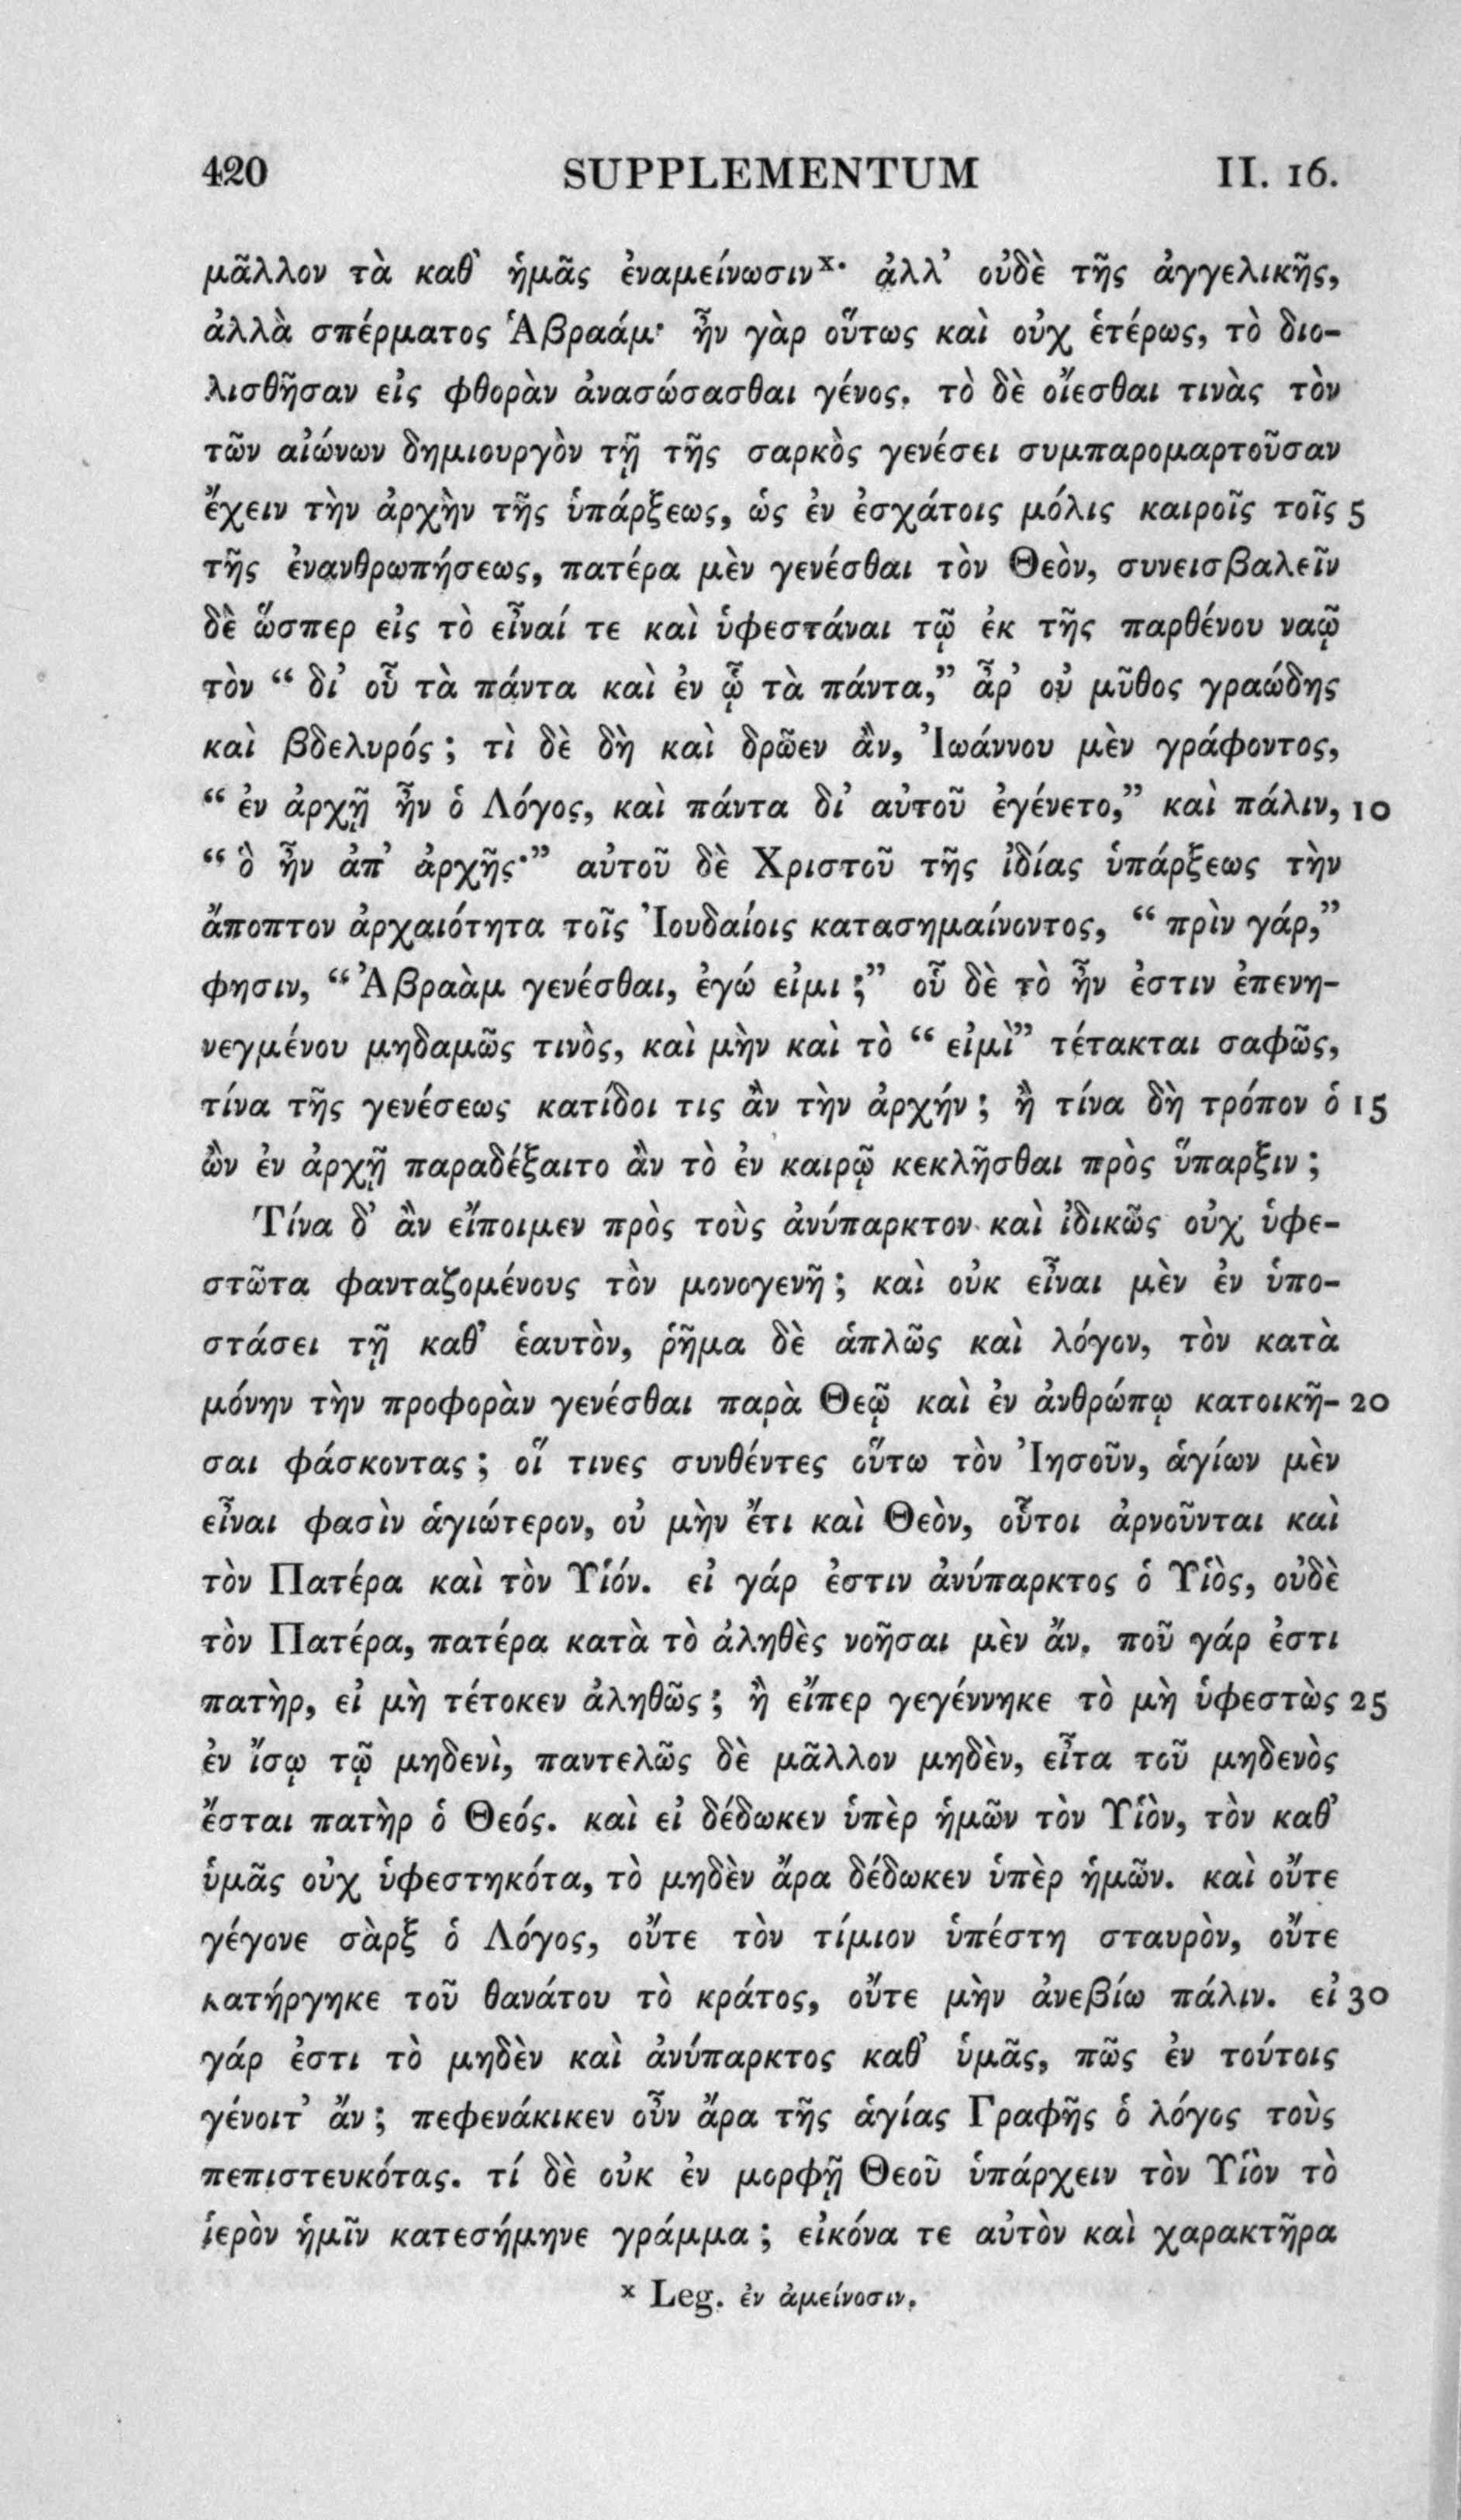 420 SUPPLEMENTUM II. 16.
μᾶλλον τὰ καθ᾽ ἡμᾶς ἐναμείνωσινˣ· ἀλλ᾽ οὐδὲ τῆς ἀγγελικῆς,
ἀλλὰ σπέρματος Ἁβραάμ· ἦν γὰρ οὕτως καὶ οὐχ ἑτέρως, τὸ διο-
λισθῆσαν εἰς φθορὰν ἀνασώσασθαι γένος. τὸ δὲ οἴεσθαι τινὰς τὸν
τῶν αἰώνων δημιουργὸν τῇ τῆς σαρκὸς γενέσει συμπαρομαρτοῦσαν
ἔχειν τὴν ἀρχὴν τῆς ὑπάρξεως, ὡς ἐν ἐσχάτοις μόλις καιροῖς τοῖς 5
τῆς ἐνανθρωπήσεως, πατέρα μὲν γενέσθαι τὸν Θεὸν, συνεισβαλεῖν
δὲ ὥσπερ εἰς τὸ εἶναί τε καὶ ὑφεστάναι τῷ ἐκ τῆς παρθένου ναῷ
τὸν “ δι᾽ οὗ τὰ πάντα καὶ ἐν ᾧ τὰ πάντα,” ἆρ᾽ οὐ μῦθος γραώδης
καὶ βδελυρός ; τὶ δὲ δὴ καὶ δρῷεν ἂν, Ἰωάννου μὲν γράφοντος,
“ ἐν ἀρχῇ ἦν ὁ Λόγος, καὶ πάντα δι᾽ αὐτοῦ ἐγένετο,” καὶ πάλιν, 10
“ ὃ ἦν ἀπ᾽ ἀρχῆς·” αὐτοῦ δὲ Χριστοῦ τῆς ἰδίας ὑπάρξεως τὴν
ἄποπτον ἀρχαιότητα τοῖς Ἰουδαίοις κατασημαίνοντος, “ πρὶν γάρ,”
φησιν, “ Ἀβραὰμ γενέσθαι, ἐγώ εἰμι ;” οὗ δὲ τὸ ἦν ἐστιν ἐπενη-
νεγμένου μηδαμῶς τινὸς, καὶ μὴν καὶ τὸ “ εἰμὶ” τέτακται σαφῶς,
τίνα τῆς γενέσεως κατίδοι τις ἂν τὴν ἀρχήν ; ἢ τίνα δὴ τρόπον ὁ 15
ὢν ἐν ἀρχῇ παραδέξαιτο ἂν τὸ ἐν καιρῷ κεκλῆσθαι πρὸς ὕπαρξιν ;
Τίνα δ᾽ ἂν εἴποιμεν πρὸς τοὺς ἀνύπαρκτον καὶ ἰδικῶς οὐχ ὑφε-
στῶτα φανταζομένους τὸν μονογενῆ ; καὶ οὐκ εἶναι μὲν ἐν ὑπο-
στάσει τῇ καθ᾽ ἑαυτὸν, ῥῆμα δὲ ἁπλῶς καὶ λόγον, τὸν κατὰ
μόνην τὴν προφορὰν γενέσθαι παρὰ Θεῷ καὶ ἐν ἀνθρώπῳ κατοικῆ- 20
σαι φάσκοντας ; οἵ τινες συνθέντες οὕτω τὸν Ἰησοῦν, ἁγίων μὲν
εἶναι φασὶν ἁγιώτερον, οὐ μὴν ἔτι καὶ Θεὸν, οὗτοι ἀρνοῦνται καὶ
τὸν Πατέρα καὶ τὸν Υἱόν. εἰ γάρ ἐστιν ἀνύπαρκτος ὁ Υἱὸς, οὐδὲ
τὸν Πατέρα, πατέρα κατὰ τὸ ἀληθὲς νοῆσαι μὲν ἄν. ποῦ γάρ ἐστι
πατὴρ, εἰ μὴ τέτοκεν ἀληθῶς ; ἢ εἴπερ γεγέννηκε τὸ μὴ ὑφεστὼς 25
ἐν ἴσῳ τῷ μηδενὶ, παντελῶς δὲ μᾶλλον μηδὲν, εἶτα τοῦ μηδενὸς
ἔσται πατὴρ ὁ Θεός. καὶ εἰ δέδωκεν ὑπὲρ ἡμῶν τὸν Υἱὸν, τὸν καθ᾽
ὑμᾶς οὐχ ὑφεστηκότα, τὸ μηδὲν ἄρα δέδωκεν ὑπὲρ ἡμῶν. καὶ οὔτε
γέγονε σὰρξ ὁ Λόγος, οὔτε τὸν τίμιον ὑπέστη σταυρὸν, οὔτε
κατήργηκε τοῦ θανάτου τὸ κράτος, οὔτε μὴν ἀνεβίω πάλιν. εἰ 30
γάρ ἐστι τὸ μηδὲν καὶ ἀνύπαρκτος καθ᾽ ὑμᾶς, πῶς ἐν τούτοις
γένοιτ᾽ ἄν ; πεφενάκικεν οὖν ἄρα τῆς ἁγίας Γραφῆς ὁ λόγος τοὺς
πεπιστευκότας. τί δὲ οὐκ ἐν μορφῇ Θεοῦ ὑπάρχειν τὸν Υἱὸν τὸ
ἱερὸν ἡμῖν κατεσήμηνε γράμμα ; εἰκόνα τε αὐτὸν καὶ χαρακτῆρα
ˣ Leg. ἐν ἀμείνοσιν.